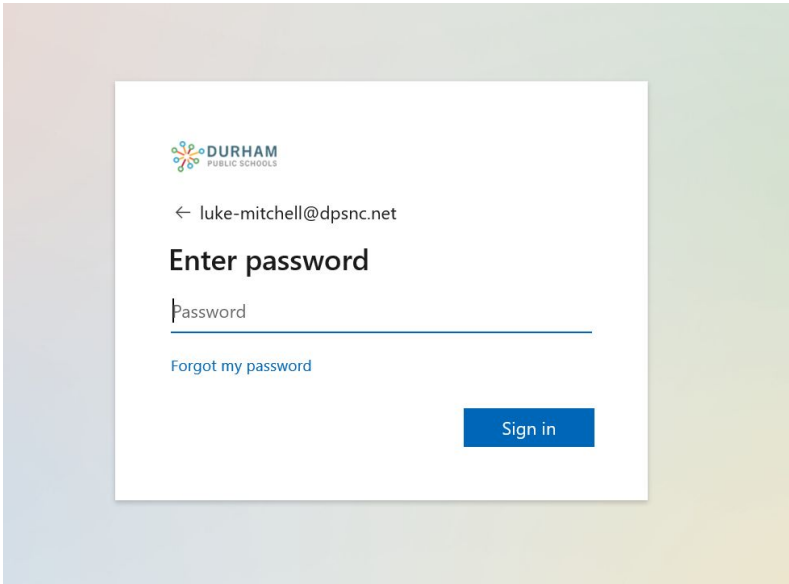 DURHAM
PUBLIC SCHOOLS
luke-mitchell@dpsnc.net
Enter password
Password
Forgot my password
Sign in